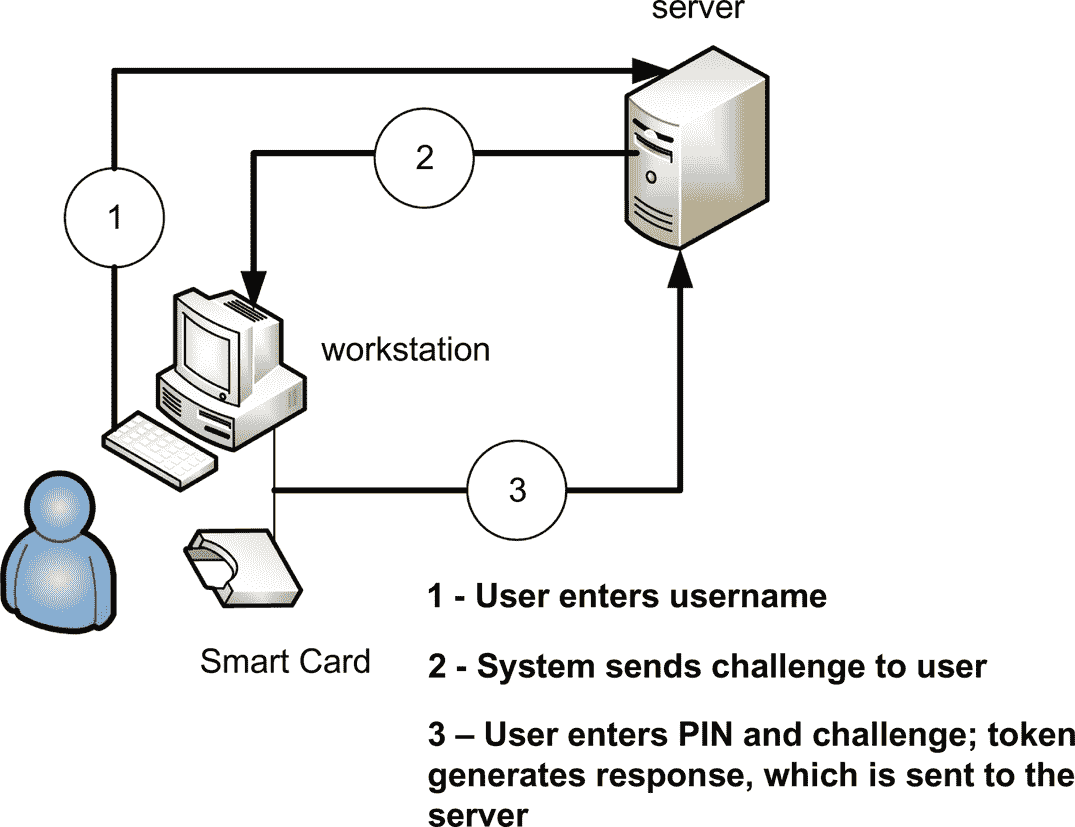 server
2
1
workstation
3
1 - User enters username
Smart Card
2 - System sends challenge to user
3 – User enters PIN and challenge; token
generates response, which is sent to the
server